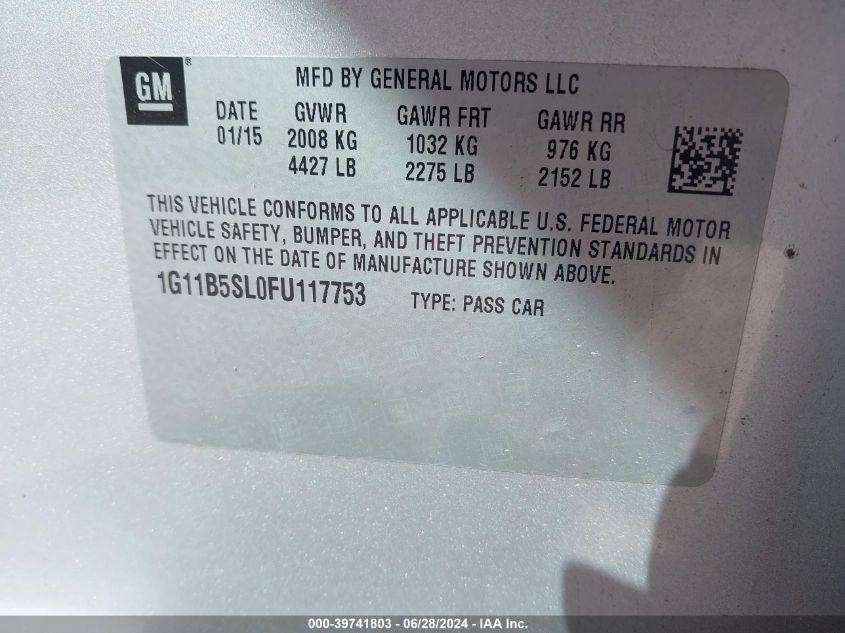 GM ®
MFD BY GENERAL MOTORS LLC
DATE GVWR GAWR FRT GAWR RR
01/15 2008 KG 1032 KG 976 KG
4427 LB 2275 LB 2152 LB
THIS VEHICLE CONFORMS TO ALL APPLICABLE U.S. FEDERAL MOTOR
VEHICLE SAFETY, BUMPER, AND THEFT PREVENTION STANDARDS IN
EFFECT ON THE DATE OF MANUFACTURE SHOWN ABOVE.
1G11B5SL0FU117753 TYPE: PASS CAR
000-39741803 - 06/28/2024 - IAA Inc.